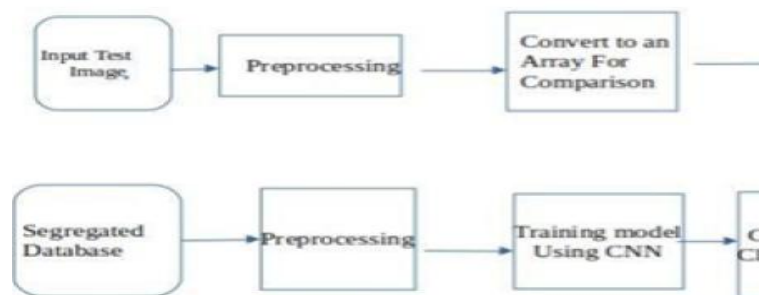 Input Test
Image,
Preprocessing
Convert to an
Array For
Comparison
Segregated
Database
Preprocessing
Training model
Using CNN